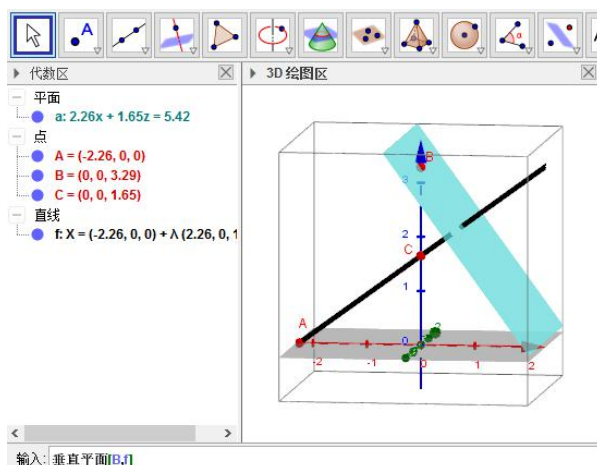 A
α
A
代数区
3D 绘图区
平面
a: 2.26x + 1.65z = 5.42
点
A = (-2.26, 0, 0)
B = (0, 0, 3.29)
C = (0, 0, 1.65)
直线
f: X = (-2.26, 0, 0) + λ (2.26, 0, 1
B
3
2
C
1
A
0
2
-2
-1
0
1
2
输入: 垂直平面[B,f]